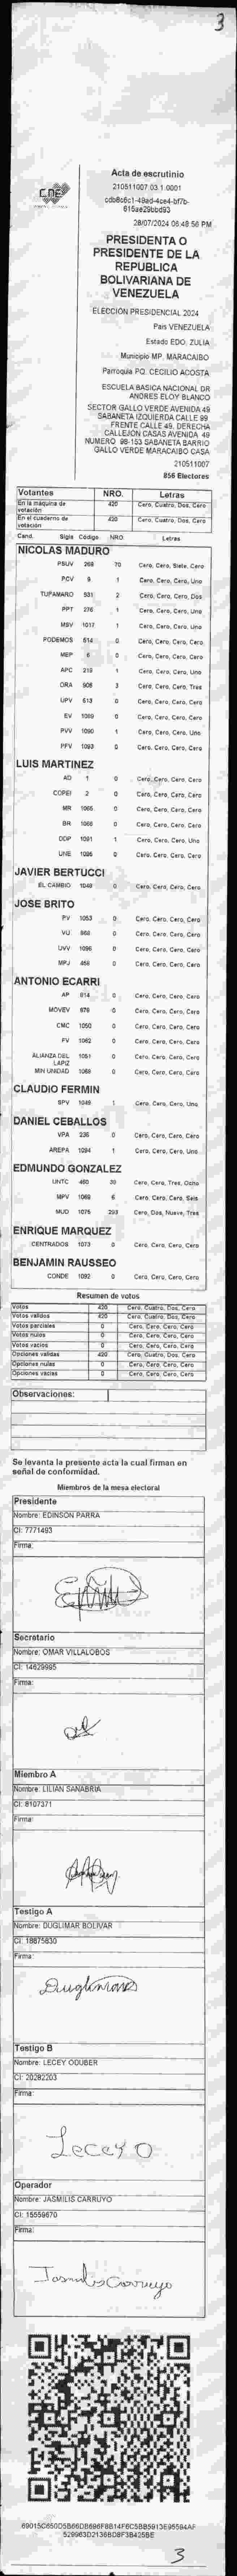 3
CNE
Acta de escrutinio
210511007.03.1.0001
28/07/2024 06:48:56 PM
PRESIDENTA O
PRESIDENTE DE LA
REPUBLICA
BOLIVARIANA DE
VENEZUELA
ELECCIÓN PRESIDENCIAL 2024
Pais VENEZUELA
Estado EDO. ZULIA
Municipio MP. MARACAIBO
Parroquia PQ. CECILIO ACOSTA
ESCUELA BASICA NACIONAL DR
ANDRES ELOY BLANCO
SECTOR GALLO VERDE AVENIDA 49
SABANETA IZQUIERDA CALLE 99
FRENTE CALLE 49. DERECHA
CALLEJON CASAS AVENIDA 49
NUMERO 98-153 SABANETA BARRIO
GALLO VERDE MARACAIBO CASA
210511007
856 Electores
Votantes NRO. Letras
En la máquina de votación 420 Cero, Cuatro, Dos, Cero
En el cuaderno de votación 420 Cero, Cuatro, Dos, Cero
Cand. Sigla Código NRO. Letras
NICOLAS MADURO
PSUV 268 70 Cero, Cero, Siete, Cero
PCV 9 1 Cero, Cero, Cero, Uno
TUPAMARO 531 2 Cero, Cero, Cero, Dos
PPT 276 1 Cero, Cero, Cero, Uno
MSV 1017 1 Cero, Cero, Cero, Uno
PODEMOS 514 0 Cero, Cero, Cero, Cero
MEP 6 0 Cero, Cero, Cero, Cero
APC 219 1 Cero, Cero, Cero, Uno
ORA 908 3 Cero, Cero, Cero, Tres
UPV 613 0 Cero, Cero, Cero, Cero
EV 1089 0 Cero, Cero, Cero, Cero
PVV 1090 1 Cero, Cero, Cero, Uno
PFV 1093 0 Cero, Cero, Cero, Cero
LUIS MARTINEZ
AD 1 0 Cero, Cero, Cero, Cero
COPEI 2 0 Cero, Cero, Cero, Cero
MR 1065 0 Cero, Cero, Cero, Cero
BR 1066 0 Cero, Cero, Cero, Cero
DDP 1091 1 Cero, Cero, Cero, Uno
UNE 1096 0 Cero, Cero, Cero, Cero
JAVIER BERTUCCI
EL CAMBIO 1049 0 Cero, Cero, Cero, Cero
JOSE BRITO
PV 1053 0 Cero, Cero, Cero, Cero
VU 968 0 Cero, Cero, Cero, Cero
UVV 1096 0 Cero, Cero, Cero, Cero
MPJ 456 0 Cero, Cero, Cero, Cero
ANTONIO ECARRI
AP 914 0 Cero, Cero, Cero, Cero
MOVEV 676 0 Cero, Cero, Cero, Cero
CMC 1050 0 Cero, Cero, Cero, Cero
FV 1062 0 Cero, Cero, Cero, Cero
ALIANZA DEL LAPIZ 1051 0 Cero, Cero, Cero, Cero
MIN UNIDAD 1068 0 Cero, Cero, Cero, Cero
CLAUDIO FERMIN
SPV 1048 1 Cero, Cero, Cero, Uno
DANIEL CEBALLOS
VPA 236 0 Cero, Cero, Cero, Cero
AREPA 1094 1 Cero, Cero, Cero, Uno
EDMUNDO GONZALEZ
UNTC 460 38 Cero, Cero, Tres, Ocho
MPV 1069 6 Cero, Cero, Cero, Seis
MUD 1075 293 Cero, Dos, Nueve, Tres
ENRIQUE MARQUEZ
CENTRADOS 1073 0 Cero, Cero, Cero, Cero
BENJAMIN RAUSSEO
CONDE 1092 0 Cero, Cero, Cero, Cero
Resumen de votos
Votos 420 Cero, Cuatro, Dos, Cero
Votos validos 420 Cero, Cuatro, Dos, Cero
Votos parciales 0 Cero, Cero, Cero, Cero
Votos nulos 0 Cero, Cero, Cero, Cero
Votos vacios 0 Cero, Cero, Cero, Cero
Opciones válidas 420 Cero, Cuatro, Dos, Cero
Opciones nulas 0 Cero, Cero, Cero, Cero
Opciones vacias 0 Cero, Cero, Cero, Cero
Observaciones:
Se levanta la presente acta la cual firman en
señal de conformidad.
Miembros de la mesa electoral
Presidente
Nombre: EDINSON PARRA
CI: 7771493
Firma:
Secretario
Nombre: OMAR VILLALOBOS
CI: 14629995
Firma:
Miembro A
Nombre: LILIAN SANABRIA
CI: 8107371
Firma:
Testigo A
Nombre: DUGLIMAR BOLIVAR
CI: 18875630
Firma:
Testigo B
Nombre: LECEY ODUBER
CI: 20282203
Firma:
Lecey O
Operador
Nombre: JASMILIS CARRUYO
CI: 15559670
Firma:
Jasmilis Carruyo
3